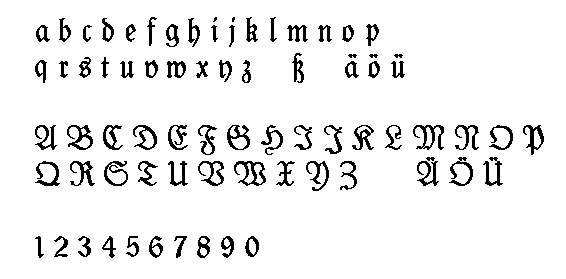 a b c d e f g h i j k l m n o p
q r s t u v w x y z ß ä ö ü
A B C D E F G H I J K L M N O P
Q R S T U V W X Y Z Ä Ö Ü
1 2 3 4 5 6 7 8 9 0